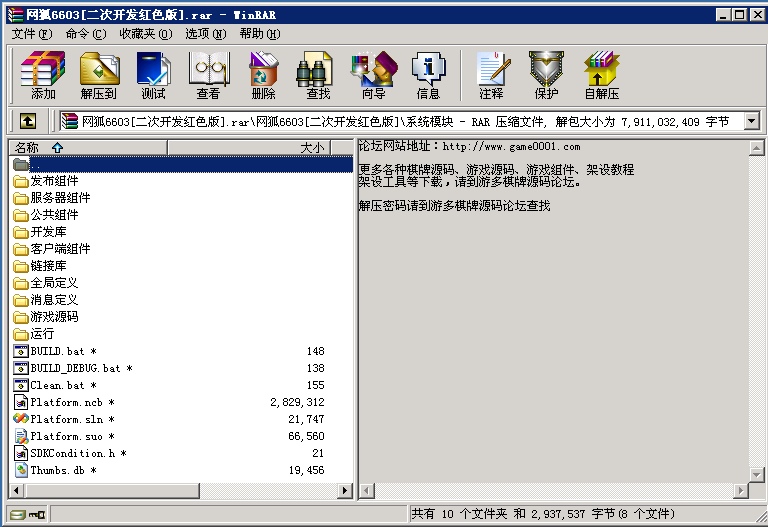 网狐6603[二次开发红色版].rar - WinRAR
文件(F) 命令(C) 收藏夹(O) 选项(N) 帮助(H)
添加 解压到 测试 查看 删除 查找 向导 信息 注释 保护 自解压
网狐6603[二次开发红色版].rar\网狐6603[二次开发红色版]\系统模块 - RAR 压缩文件, 解包大小为 7,911,032,409 字节
名称 大小
..
发布组件
服务器组件
公共组件
开发库
客户端组件
链接库
全局定义
消息定义
游戏源码
运行
BUILD.bat * 148
BUILD_DEBUG.bat * 138
Clean.bat * 155
Platform.ncb * 2,829,312
Platform.sln * 21,747
Platform.suo * 66,560
SDKCondition.h * 21
Thumbs.db * 19,456
论坛网站地址：http://www.game0001.com
更多各种棋牌源码、游戏源码、游戏组件、架设教程
架设工具等下载，请到游多棋牌源码论坛。
解压密码请到游多棋牌源码论坛查找
共有 10 个文件夹 和 2,937,537 字节(8 个文件)